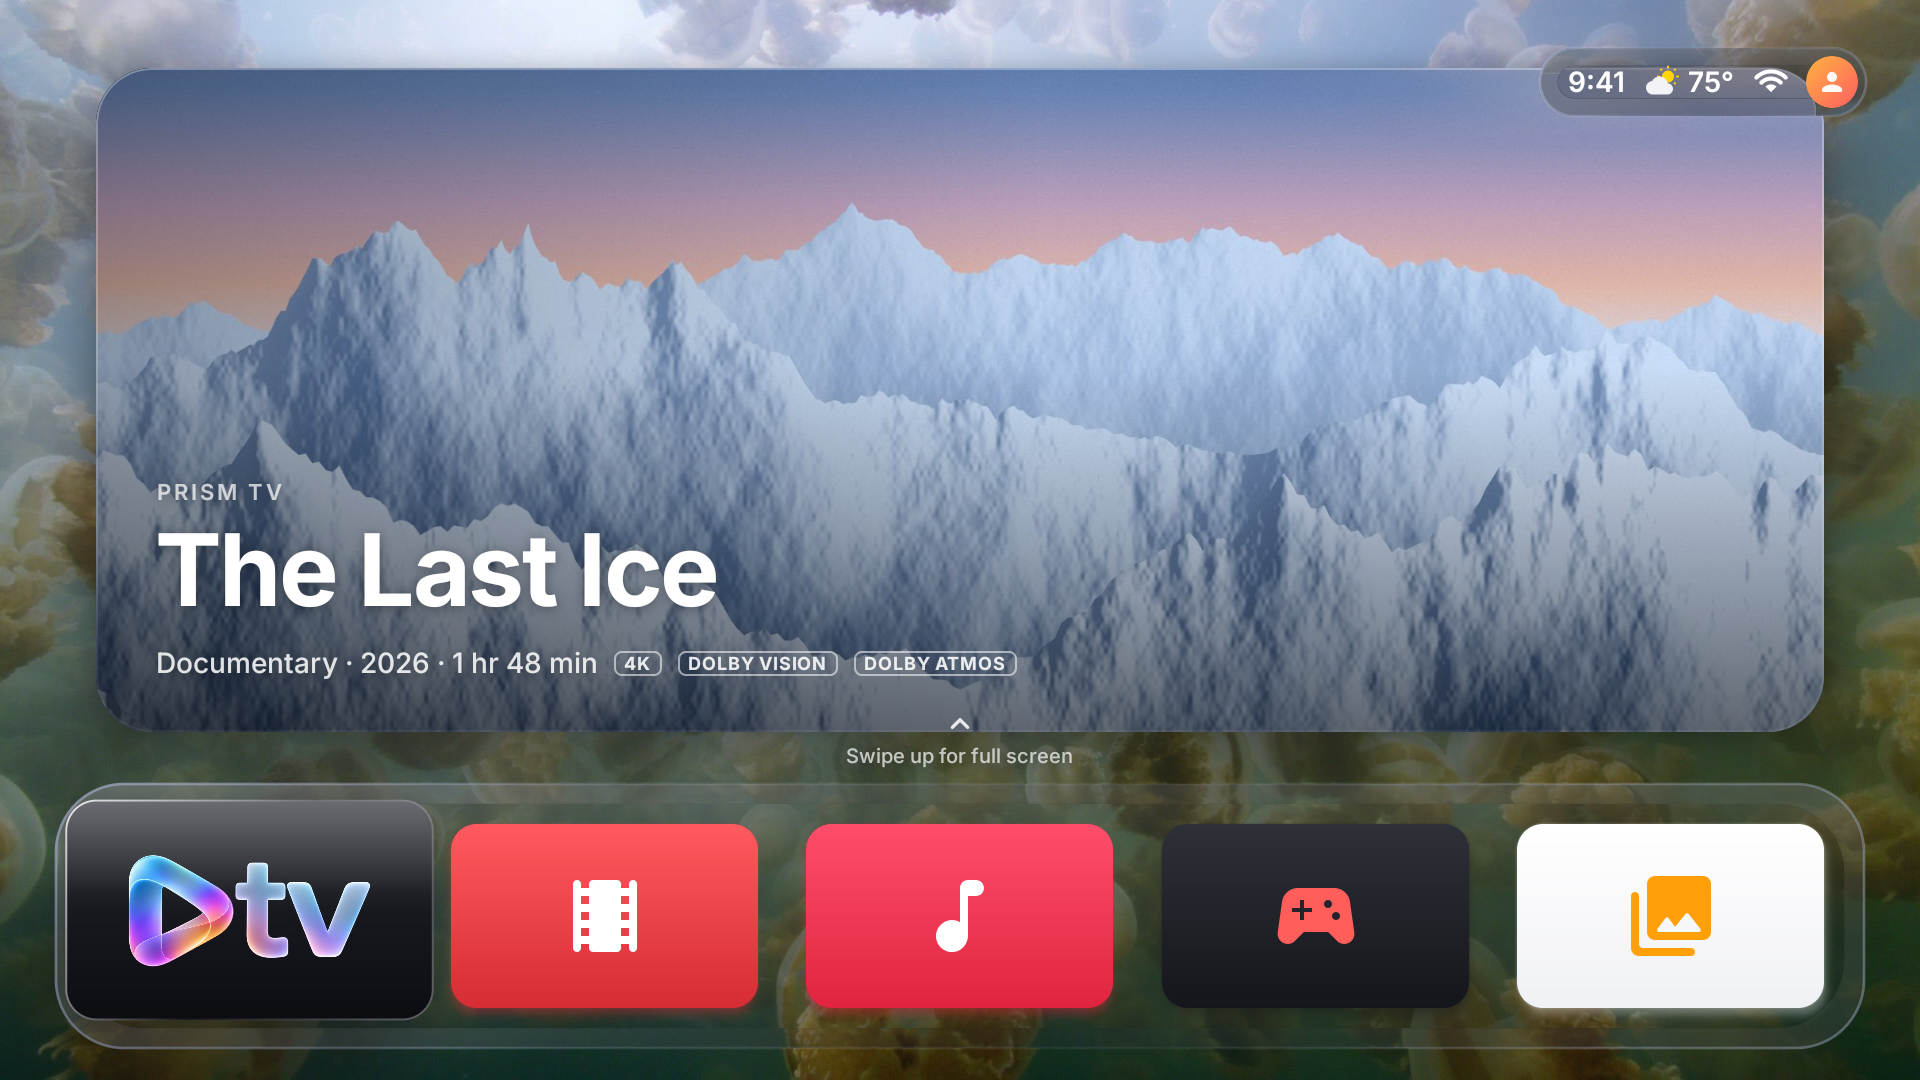 9:41 75°
PRISM TV
The Last Ice
Documentary · 2026 · 1 hr 48 min 4K DOLBY VISION DOLBY ATMOS
Swipe up for full screen
tv